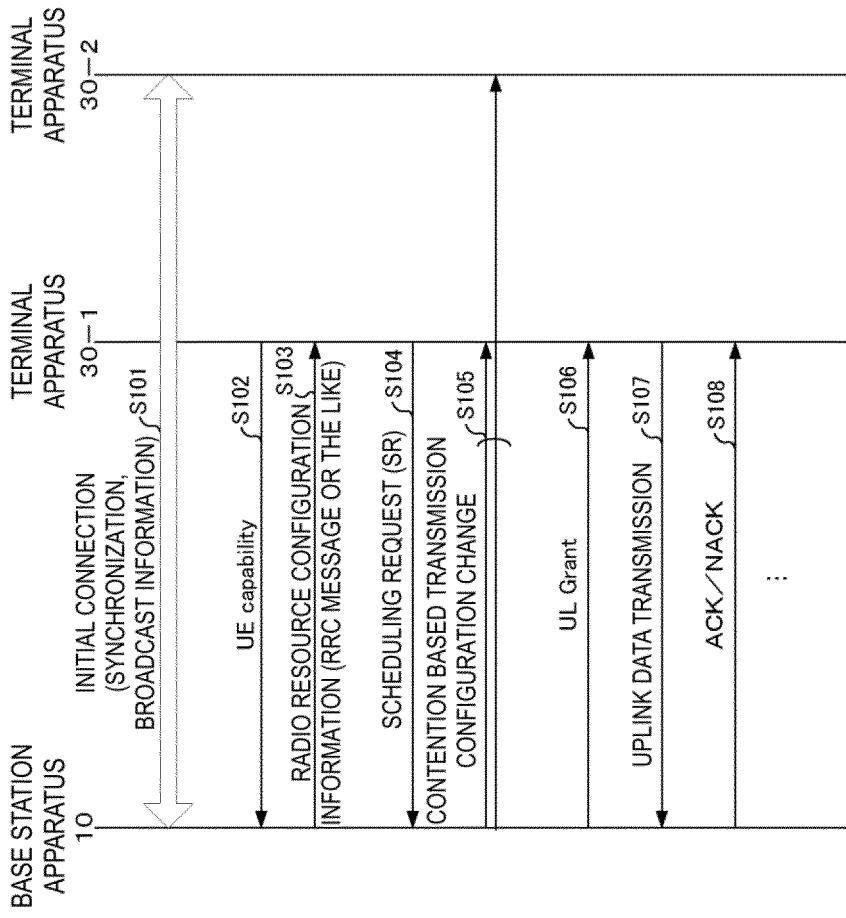 BASE STATION
APPARATUS
10
TERMINAL
APPARATUS
30-1
TERMINAL
APPARATUS
30-2
INITIAL CONNECTION
(SYNCHRONIZATION,
BROADCAST INFORMATION)
S101
UE capability
S102
RADIO RESOURCE CONFIGURATION
S103
INFORMATION (RRC MESSAGE OR THE LIKE)
SCHEDULING REQUEST (SR)
S104
CONTENTION BASED TRANSMISSION
CONFIGURATION CHANGE
S105
UL Grant
S106
UPLINK DATA TRANSMISSION
S107
ACK/NACK
S108
...